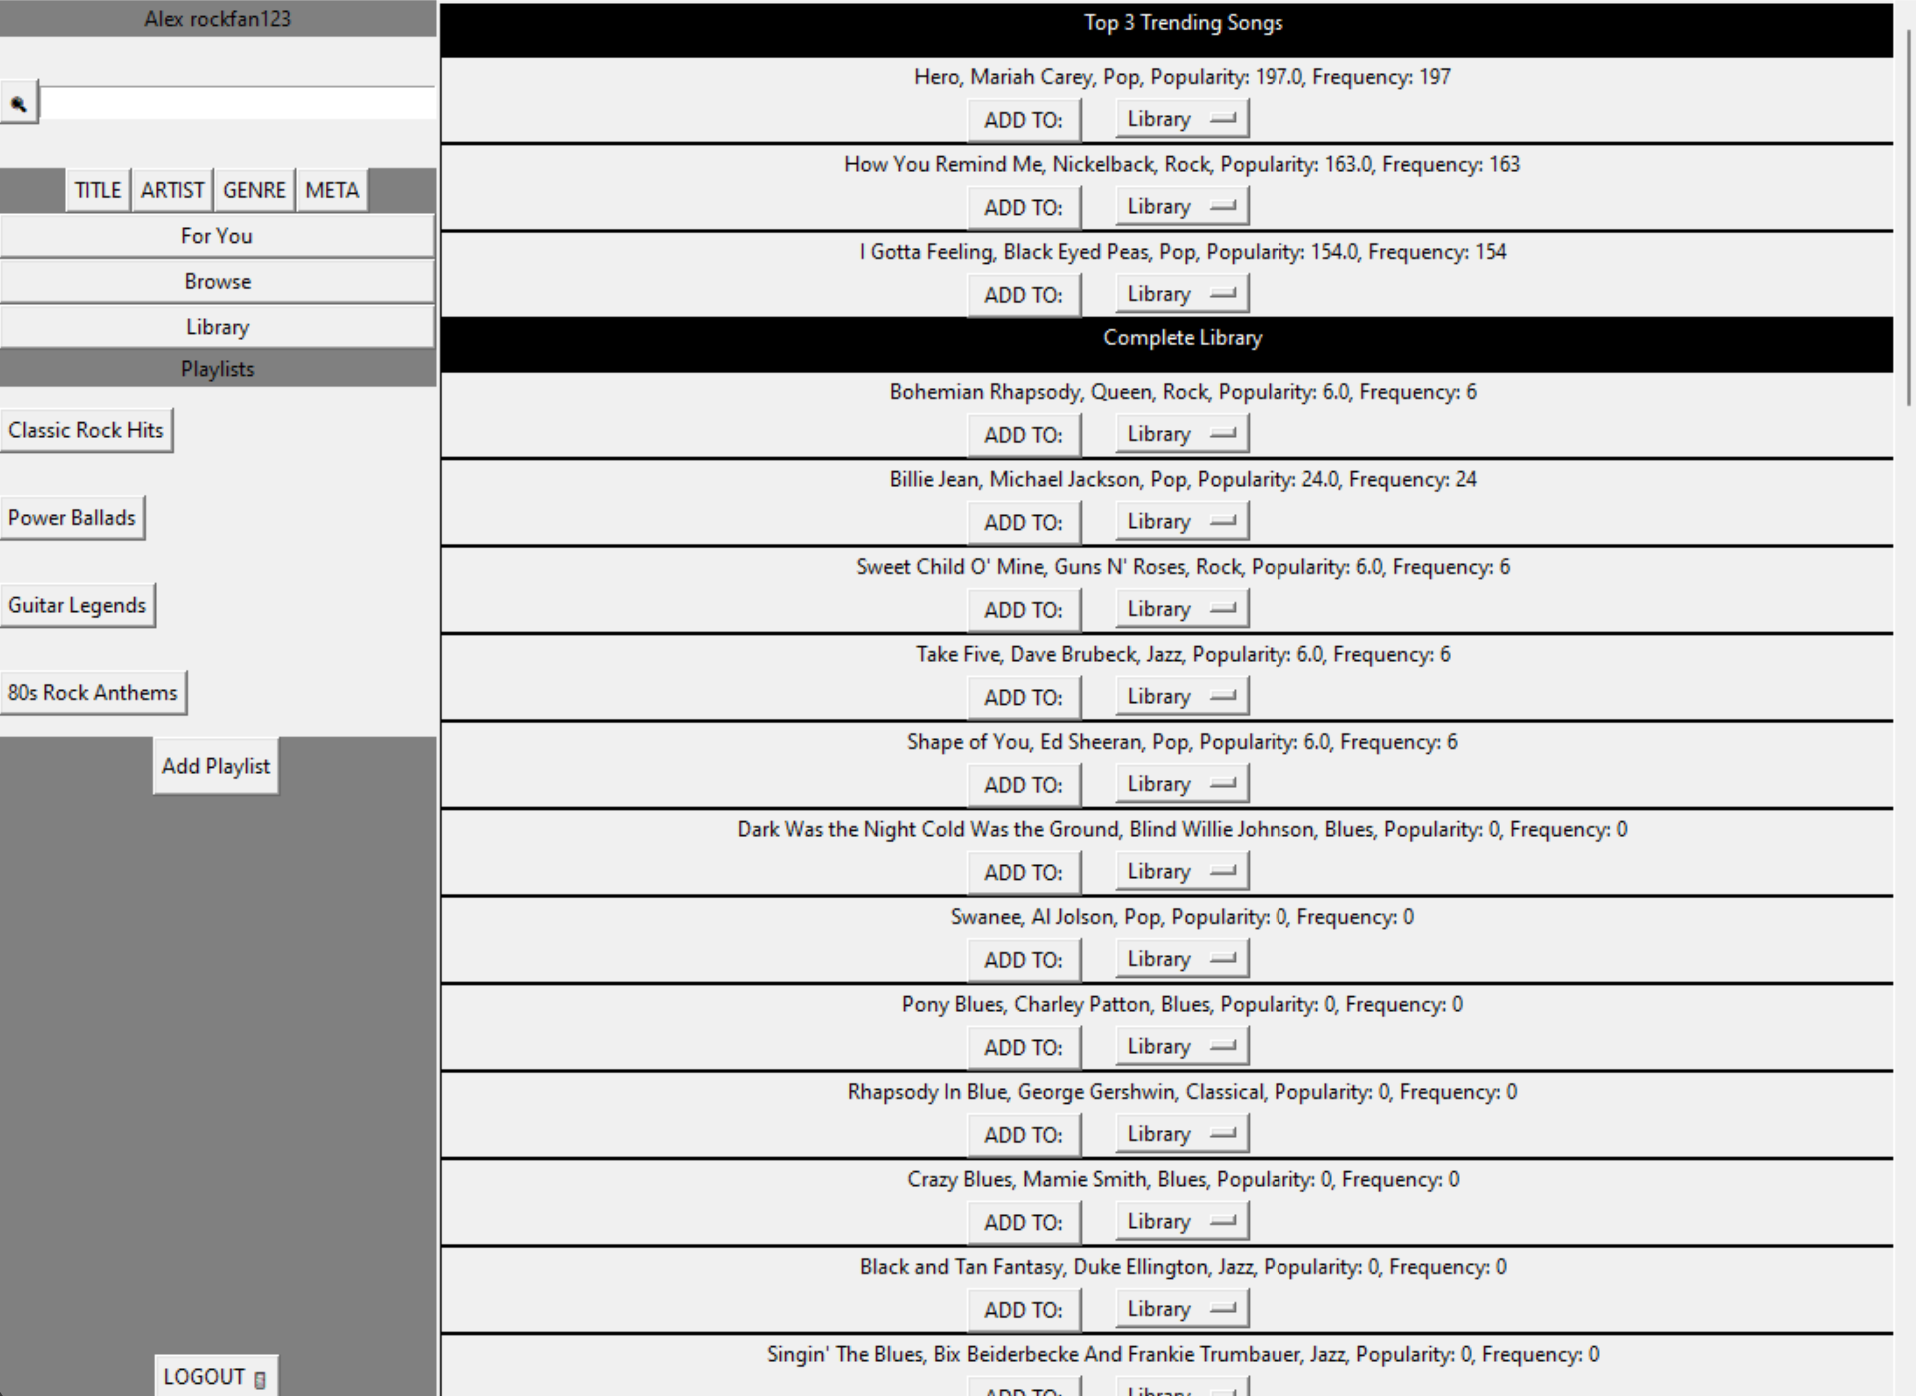 Alex rockfan123
TITLE ARTIST GENRE META
For You
Browse
Library
Playlists
Classic Rock Hits
Power Ballads
Guitar Legends
80s Rock Anthems
Add Playlist
LOGOUT
Top 3 Trending Songs
Hero, Mariah Carey, Pop, Popularity: 197.0, Frequency: 197
ADD TO: Library
How You Remind Me, Nickelback, Rock, Popularity: 163.0, Frequency: 163
ADD TO: Library
I Gotta Feeling, Black Eyed Peas, Pop, Popularity: 154.0, Frequency: 154
ADD TO: Library
Complete Library
Bohemian Rhapsody, Queen, Rock, Popularity: 6.0, Frequency: 6
ADD TO: Library
Billie Jean, Michael Jackson, Pop, Popularity: 24.0, Frequency: 24
ADD TO: Library
Sweet Child O' Mine, Guns N' Roses, Rock, Popularity: 6.0, Frequency: 6
ADD TO: Library
Take Five, Dave Brubeck, Jazz, Popularity: 6.0, Frequency: 6
ADD TO: Library
Shape of You, Ed Sheeran, Pop, Popularity: 6.0, Frequency: 6
ADD TO: Library
Dark Was the Night Cold Was the Ground, Blind Willie Johnson, Blues, Popularity: 0, Frequency: 0
ADD TO: Library
Swanee, Al Jolson, Pop, Popularity: 0, Frequency: 0
ADD TO: Library
Pony Blues, Charley Patton, Blues, Popularity: 0, Frequency: 0
ADD TO: Library
Rhapsody In Blue, George Gershwin, Classical, Popularity: 0, Frequency: 0
ADD TO: Library
Crazy Blues, Mamie Smith, Blues, Popularity: 0, Frequency: 0
ADD TO: Library
Black and Tan Fantasy, Duke Ellington, Jazz, Popularity: 0, Frequency: 0
ADD TO: Library
Singin' The Blues, Bix Beiderbecke And Frankie Trumbauer, Jazz, Popularity: 0, Frequency: 0
ADD TO: Library